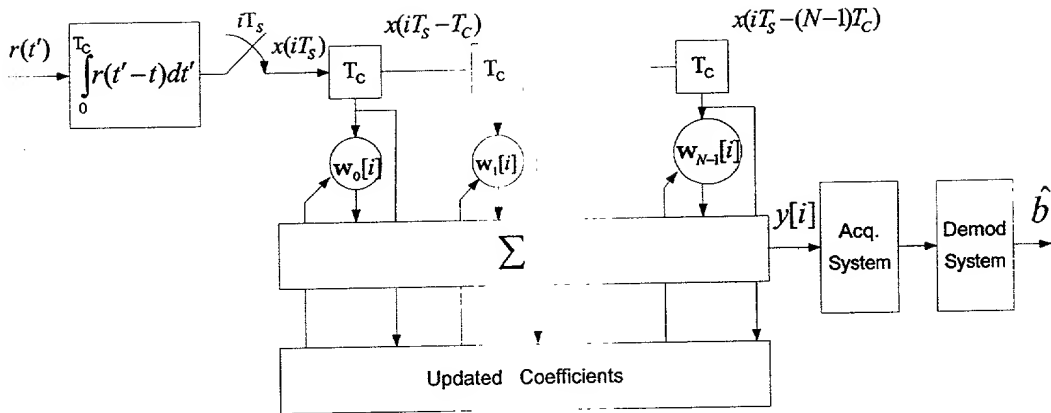 r(t')
T_C
∫ r(t'−t)dt'
0
iT_s
x(iT_s)
x(iT_s−T_C)
x(iT_s−(N−1)T_C)
T_C
T_C
T_C
w_0[i]
w_1[i]
w_{N−1}[i]
Σ
y[i]
Acq.
System
Demod
System
b̂
Updated Coefficients